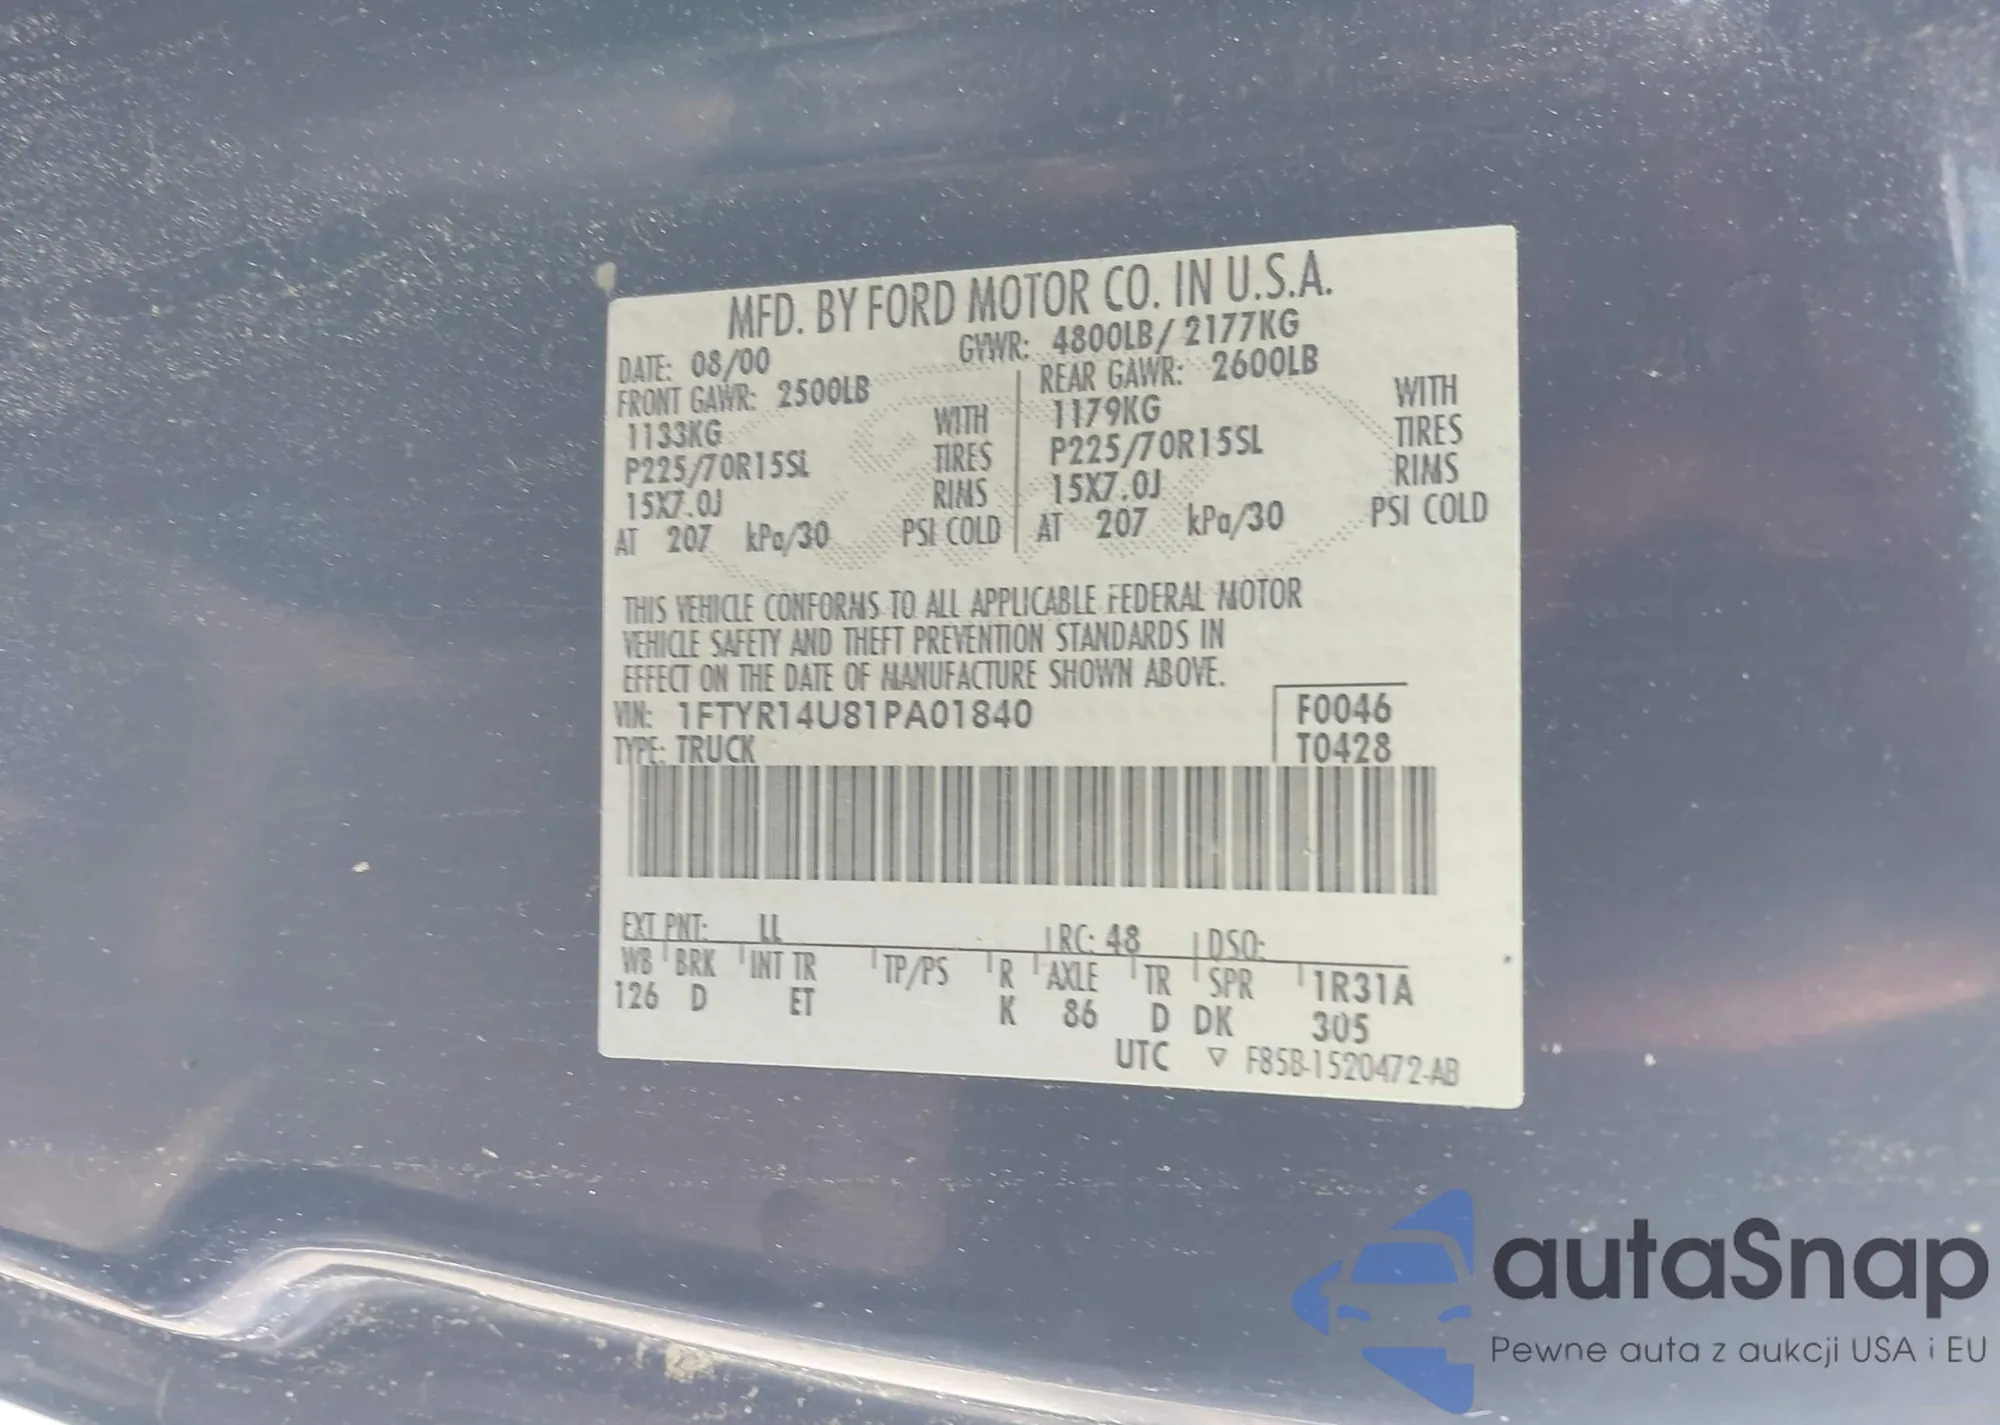 MFD. BY FORD MOTOR CO. IN U.S.A.
DATE: 08/00 GVWR: 4800LB/ 2177KG
FRONT GAWR: 2500LB REAR GAWR: 2600LB
1133KG WITH 1179KG WITH
P225/70R15SL TIRES P225/70R15SL TIRES
15X7.0J RIMS 15X7.0J RIMS
AT 207 kPa/30 PSI COLD AT 207 kPa/30 PSI COLD
THIS VEHICLE CONFORMS TO ALL APPLICABLE FEDERAL MOTOR
VEHICLE SAFETY AND THEFT PREVENTION STANDARDS IN
EFFECT ON THE DATE OF MANUFACTURE SHOWN ABOVE.
VIN: 1FTYR14U81PA01840 F0046
TYPE: TRUCK T0428
EXT PNT: LL RC: 48 DSO:
WB BRK INT TR TP/PS R AXLE TR SPR 1R31A
126 D ET K 86 D DK 305
UTC ▽ F85B-1520472-AB
autaSnap
Pewne auta z aukcji USA i EU